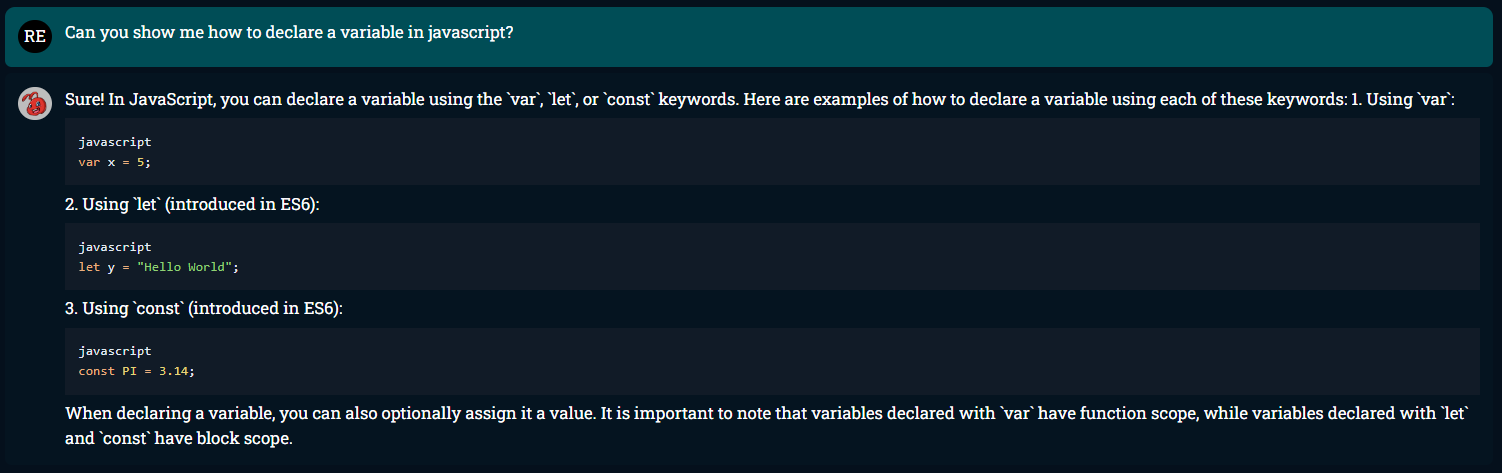 RE
Can you show me how to declare a variable in javascript?
Sure! In JavaScript, you can declare a variable using the `var`, `let`, or `const` keywords. Here are examples of how to declare a variable using each of these keywords: 1. Using `var`:
javascript
var x = 5;
2. Using `let` (introduced in ES6):
javascript
let y = "Hello World";
3. Using `const` (introduced in ES6):
javascript
const PI = 3.14;
When declaring a variable, you can also optionally assign it a value. It is important to note that variables declared with `var` have function scope, while variables declared with `let`
and `const` have block scope.